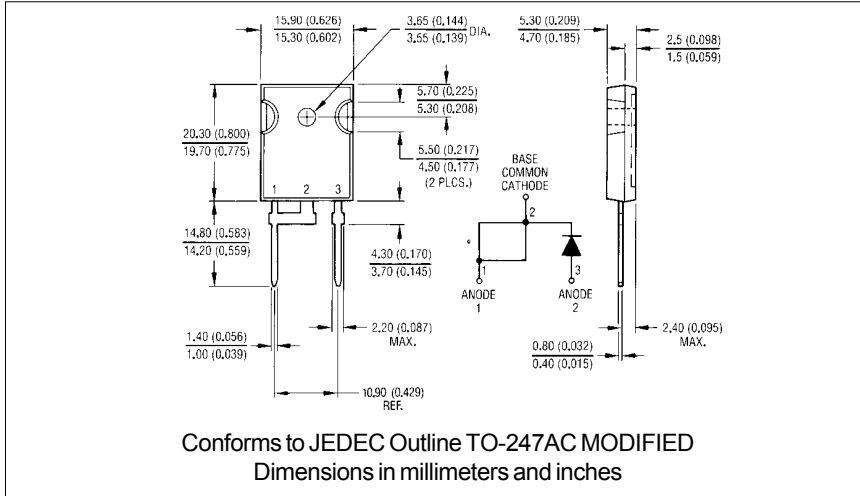 15.90 (0.626)
15.30 (0.602)
3.65 (0.144)
3.55 (0.139)
DIA.
5.30 (0.209)
4.70 (0.185)
2.5 (0.098)
1.5 (0.059)
5.70 (0.225)
5.30 (0.208)
20.30 (0.800)
19.70 (0.775)
5.50 (0.217)
4.50 (0.177)
(2 PLCS.)
BASE
COMMON
CATHODE
1 2 3
2
14.80 (0.583)
14.20 (0.559)
4.30 (0.170)
3.70 (0.145)
1
3
ANODE
1
ANODE
2
1.40 (0.056)
1.00 (0.039)
2.20 (0.087)
MAX.
0.80 (0.032)
0.40 (0.015)
2.40 (0.095)
MAX.
10.90 (0.429)
REF.
Conforms to JEDEC Outline TO-247AC MODIFIED
Dimensions in millimeters and inches